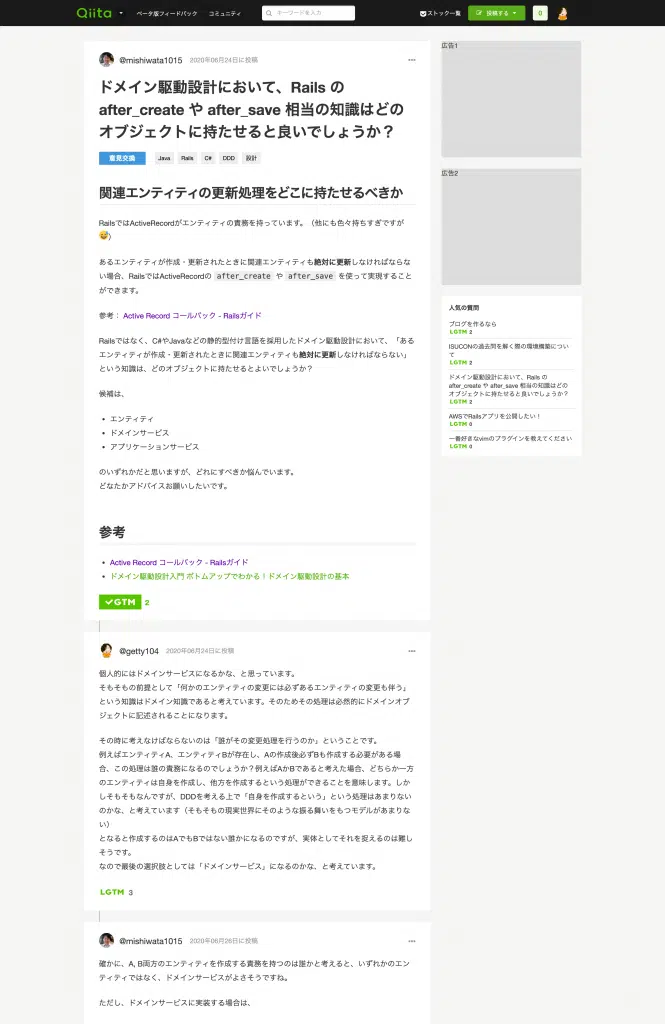 Qiita
ベータ版フィードバック
コミュニティ
キーワードを入力
ストック一覧
投稿する
0
@mishiwata1015 2020年06月24日に投稿
ドメイン駆動設計において、Rails の
after_create や after_save 相当の知識はどの
オブジェクトに持たせると良いでしょうか？
意見交換 Java Rails C# DDD 設計
関連エンティティの更新処理をどこに持たせるべきか
RailsではActiveRecordがエンティティの責務を持っています。（他にも色々持ちすぎですが
😅）
あるエンティティが作成・更新されたときに関連エンティティも絶対に更新しなければならな
い場合、RailsではActiveRecordの after_create や after_save を使って実現すること
ができます。
参考： Active Record コールバック - Railsガイド
Railsではなく、C#やJavaなどの静的型付け言語を採用したドメイン駆動設計において、「ある
エンティティが作成・更新されたときに関連エンティティも絶対に更新しなければならない」
という知識は、どのオブジェクトに持たせるとよいでしょうか？
候補は、
• エンティティ
• ドメインサービス
• アプリケーションサービス
のいずれかだと思いますが、どれにすべきか悩んでいます。
どなたかアドバイスお願いしたいです。
参考
• Active Record コールバック - Railsガイド
• ドメイン駆動設計入門 ボトムアップでわかる！ドメイン駆動設計の基本
LGTM 2
@getty104 2020年06月24日に投稿
個人的にはドメインサービスになるかな、と思っています。
そもそもの前提として「何かのエンティティの変更には必ずあるエンティティの変更も伴う」
という知識はドメイン知識であると考えています。そのためその処理は必然的にドメインオブ
ジェクトに記述されることになります。
その時に考えなければならないのは「誰がその変更処理を行うのか」ということです。
例えばエンティティA、エンティティBが存在し、Aの作成後必ずBも作成する必要がある場
合、この処理は誰の責務になるのでしょうか？例えばAかBであると考えた場合、どちらか一方
のエンティティは自身を作成し、他方を作成するという処理ができることを意味します。しか
しそもそもなんですが、DDDを考える上で「自身を作成するという」という処理はあまりない
のかな、と考えています（そもそもの現実世界にそのような振る舞いをもつモデルがあまりな
い）
となると作成するのはAでもBではない誰かになるのですが、実体としてそれを捉えるのは難し
そうです。
なので最後の選択肢としては「ドメインサービス」になるのかな、と考えています。
LGTM 3
@mishiwata1015 2020年06月26日に投稿
確かに、A, B両方のエンティティを作成する責務を持つのは誰かと考えると、いずれかのエン
ティティではなく、ドメインサービスがよさそうですね。
ただし、ドメインサービスに実装する場合は、
広告1
広告2
人気の質問
ブログを作るなら
LGTM 2
ISUCONの過去問を解く際の環境構築につい
て
LGTM 2
ドメイン駆動設計において、Rails の
after_create や after_save 相当の知識はどの
オブジェクトに持たせると良いでしょうか？
LGTM 2
AWSでRailsアプリを公開したい！
LGTM 0
一番好きなvimのプラグインを教えてください
LGTM 0